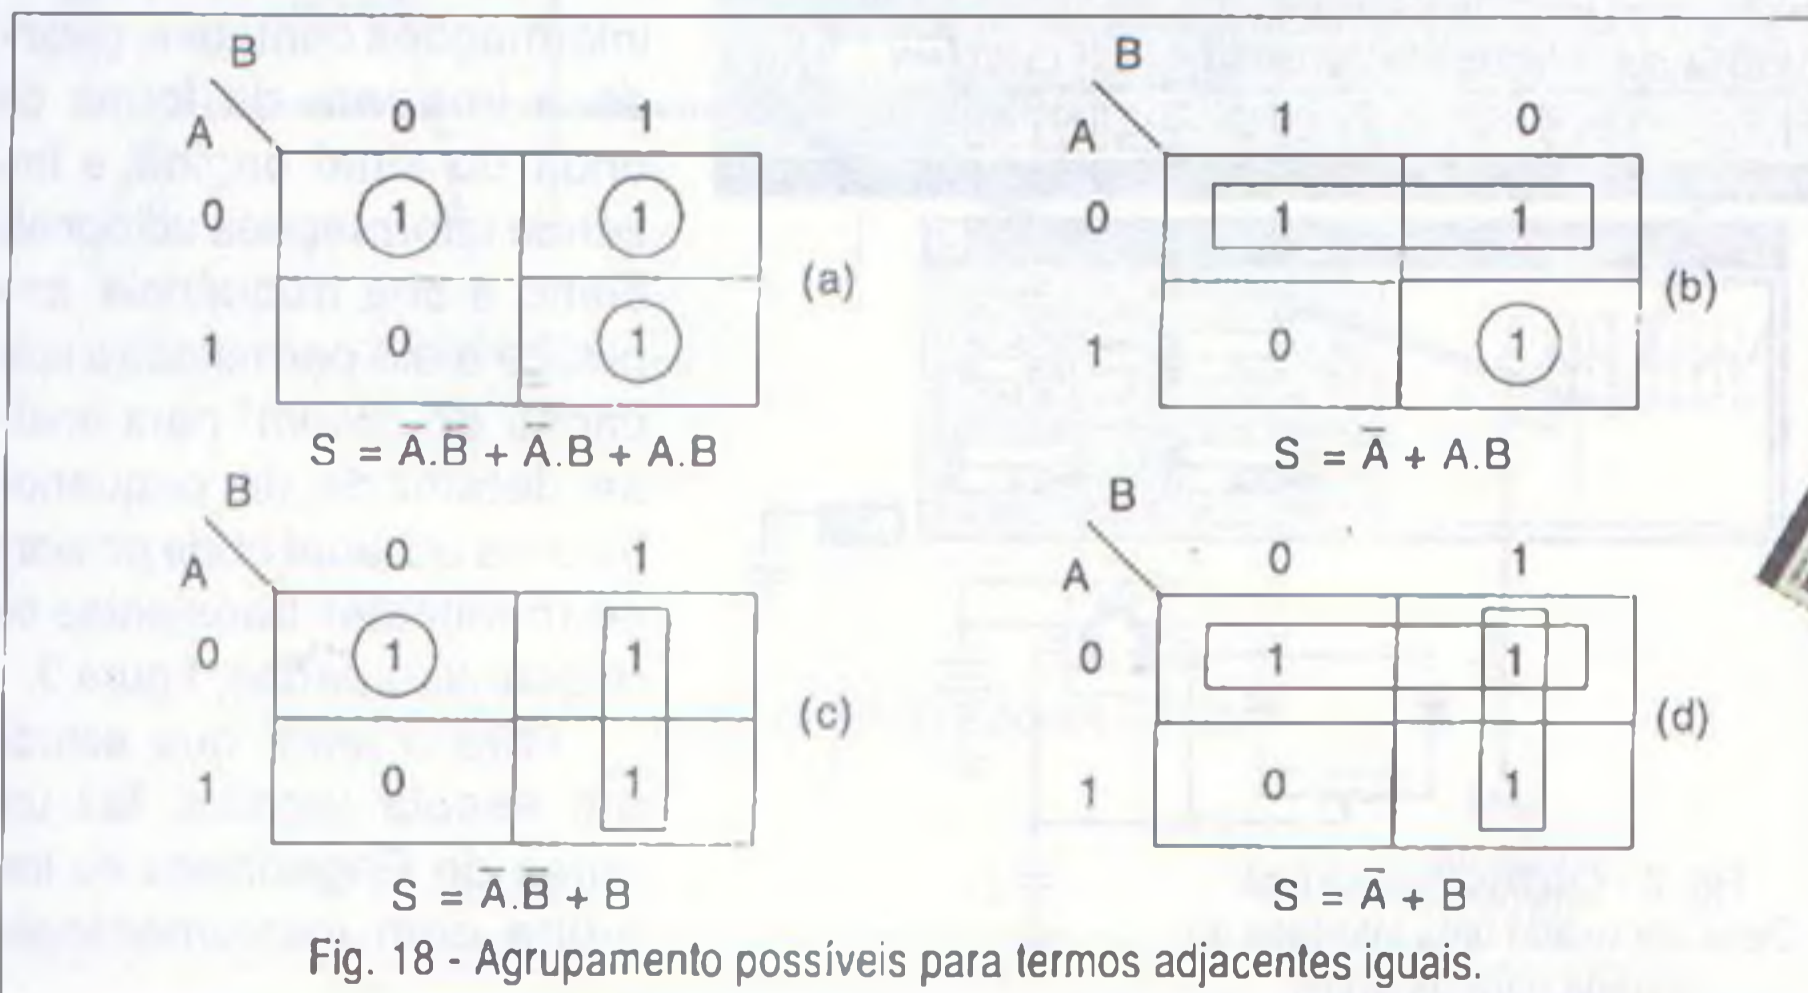 B
A 0 1
0 1 1
1 0 1
(a)
S = A̅.B̅ + A̅.B + A.B
B
A 1 0
0 1 1
1 0 1
(b)
S = A̅ + A.B
B
A 0 1
0 1 1
1 0 1
(c)
S = A̅.B̅ + B
B
A 0 1
0 1 1
1 0 1
(d)
S = A̅ + B
Fig. 18 - Agrupamento possíveis para termos adjacentes iguais.